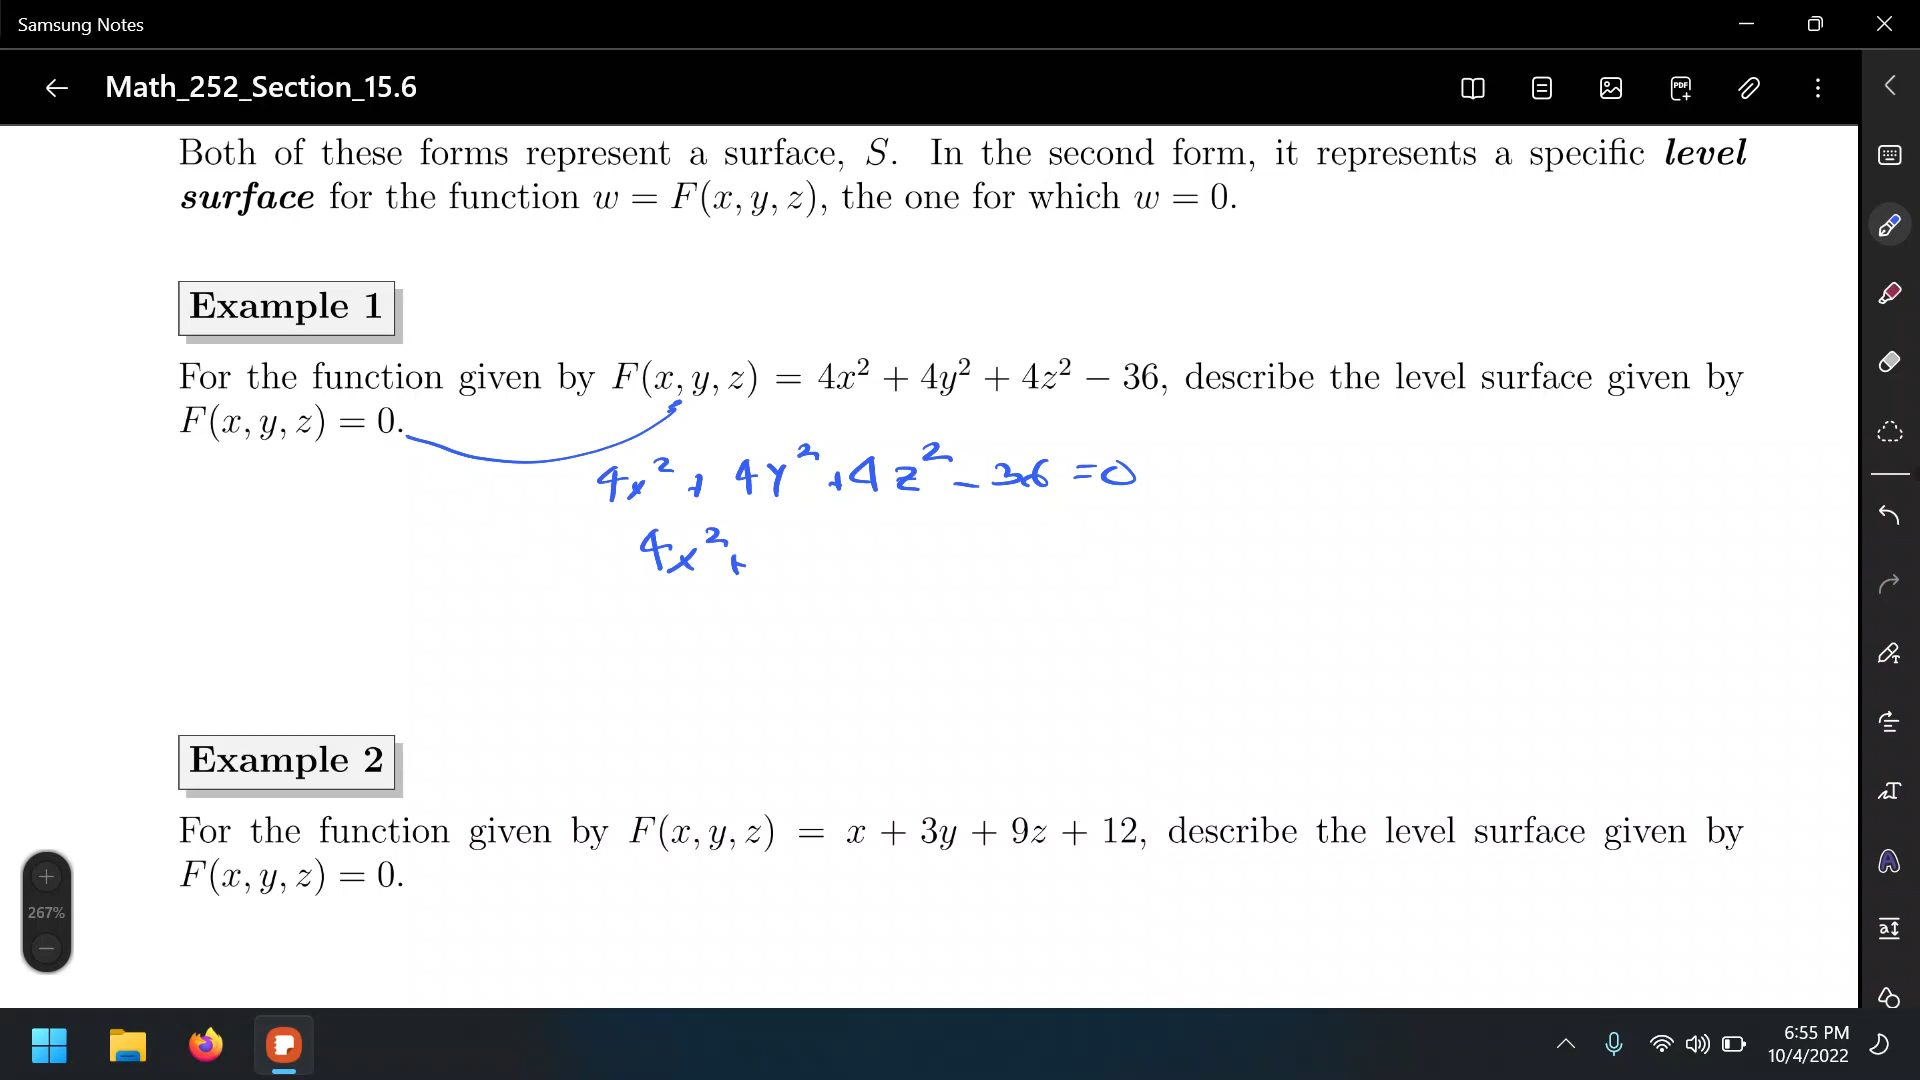 Samsung Notes
Math_252_Section_15.6
PDF
Both of these forms represent a surface, S. In the second form, it represents a specific level
surface for the function w = F(x, y, z), the one for which w = 0.
Example 1
For the function given by F(x, y, z) = 4x² + 4y² + 4z² − 36, describe the level surface given by
F(x, y, z) = 0.
4x² + 4y² + 4z² − 36 = 0
4x² +
Example 2
For the function given by F(x, y, z) = x + 3y + 9z + 12, describe the level surface given by
F(x, y, z) = 0.
267%
6:55 PM
10/4/2022